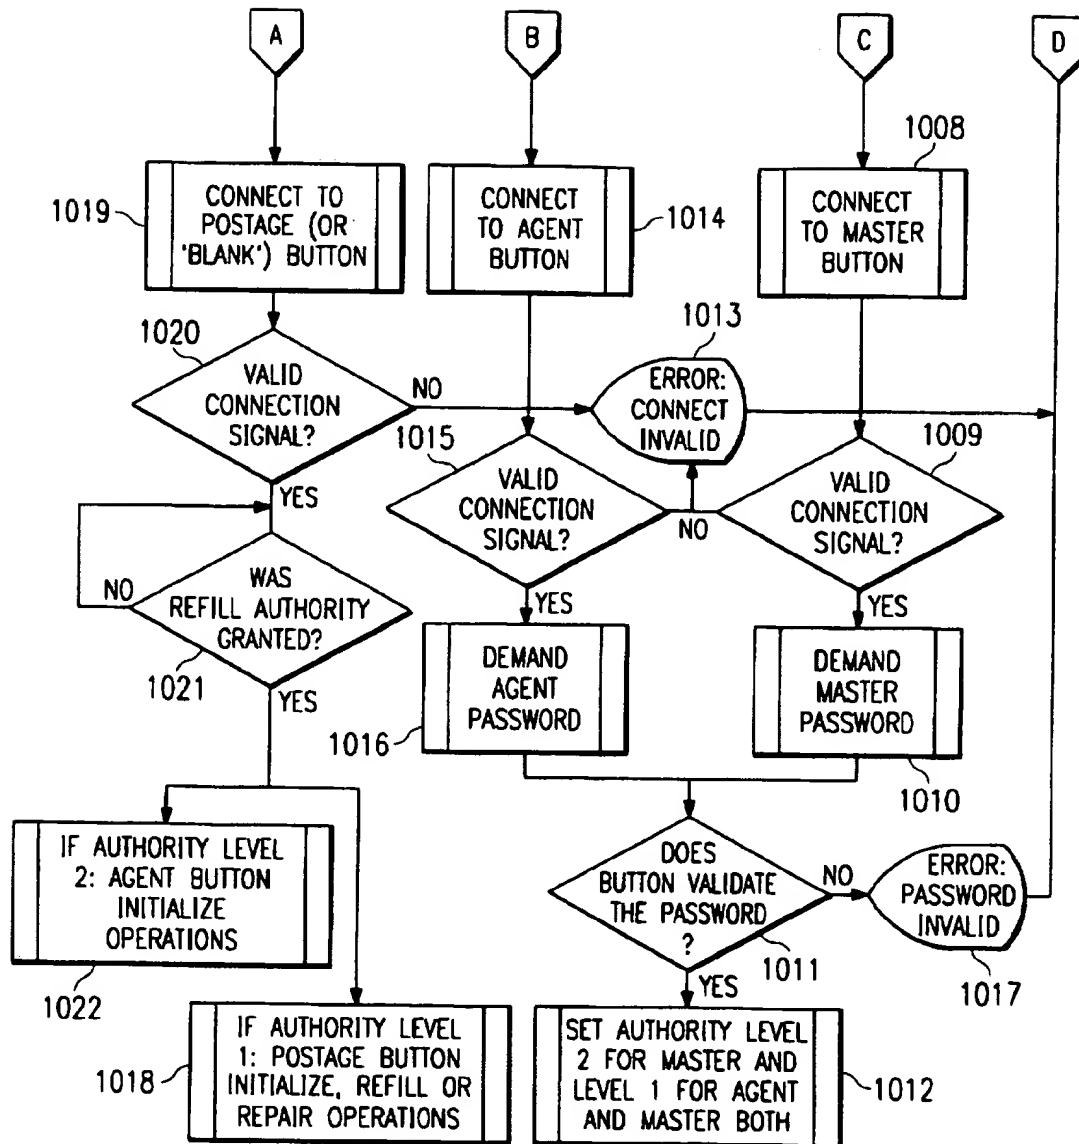 A
B
C
D
1008
1019
CONNECT TO
POSTAGE (OR
'BLANK') BUTTON
CONNECT
TO AGENT
BUTTON
1014
CONNECT
TO MASTER
BUTTON
1013
1020
VALID
CONNECTION
SIGNAL?
NO
ERROR:
CONNECT
INVALID
1015
1009
YES
VALID
CONNECTION
SIGNAL?
NO
VALID
CONNECTION
SIGNAL?
NO
WAS
REFILL AUTHORITY
GRANTED?
YES
YES
1021
YES
DEMAND
AGENT
PASSWORD
DEMAND
MASTER
PASSWORD
1016
1010
IF AUTHORITY LEVEL
2: AGENT BUTTON
INITIALIZE
OPERATIONS
DOES
BUTTON VALIDATE
THE PASSWORD
?
NO
ERROR:
PASSWORD
INVALID
1011
1022
YES
1017
IF AUTHORITY LEVEL
1: POSTAGE BUTTON
INITIALIZE, REFILL OR
REPAIR OPERATIONS
1018
SET AUTHORITY LEVEL
2 FOR MASTER AND
LEVEL 1 FOR AGENT
AND MASTER BOTH
1012